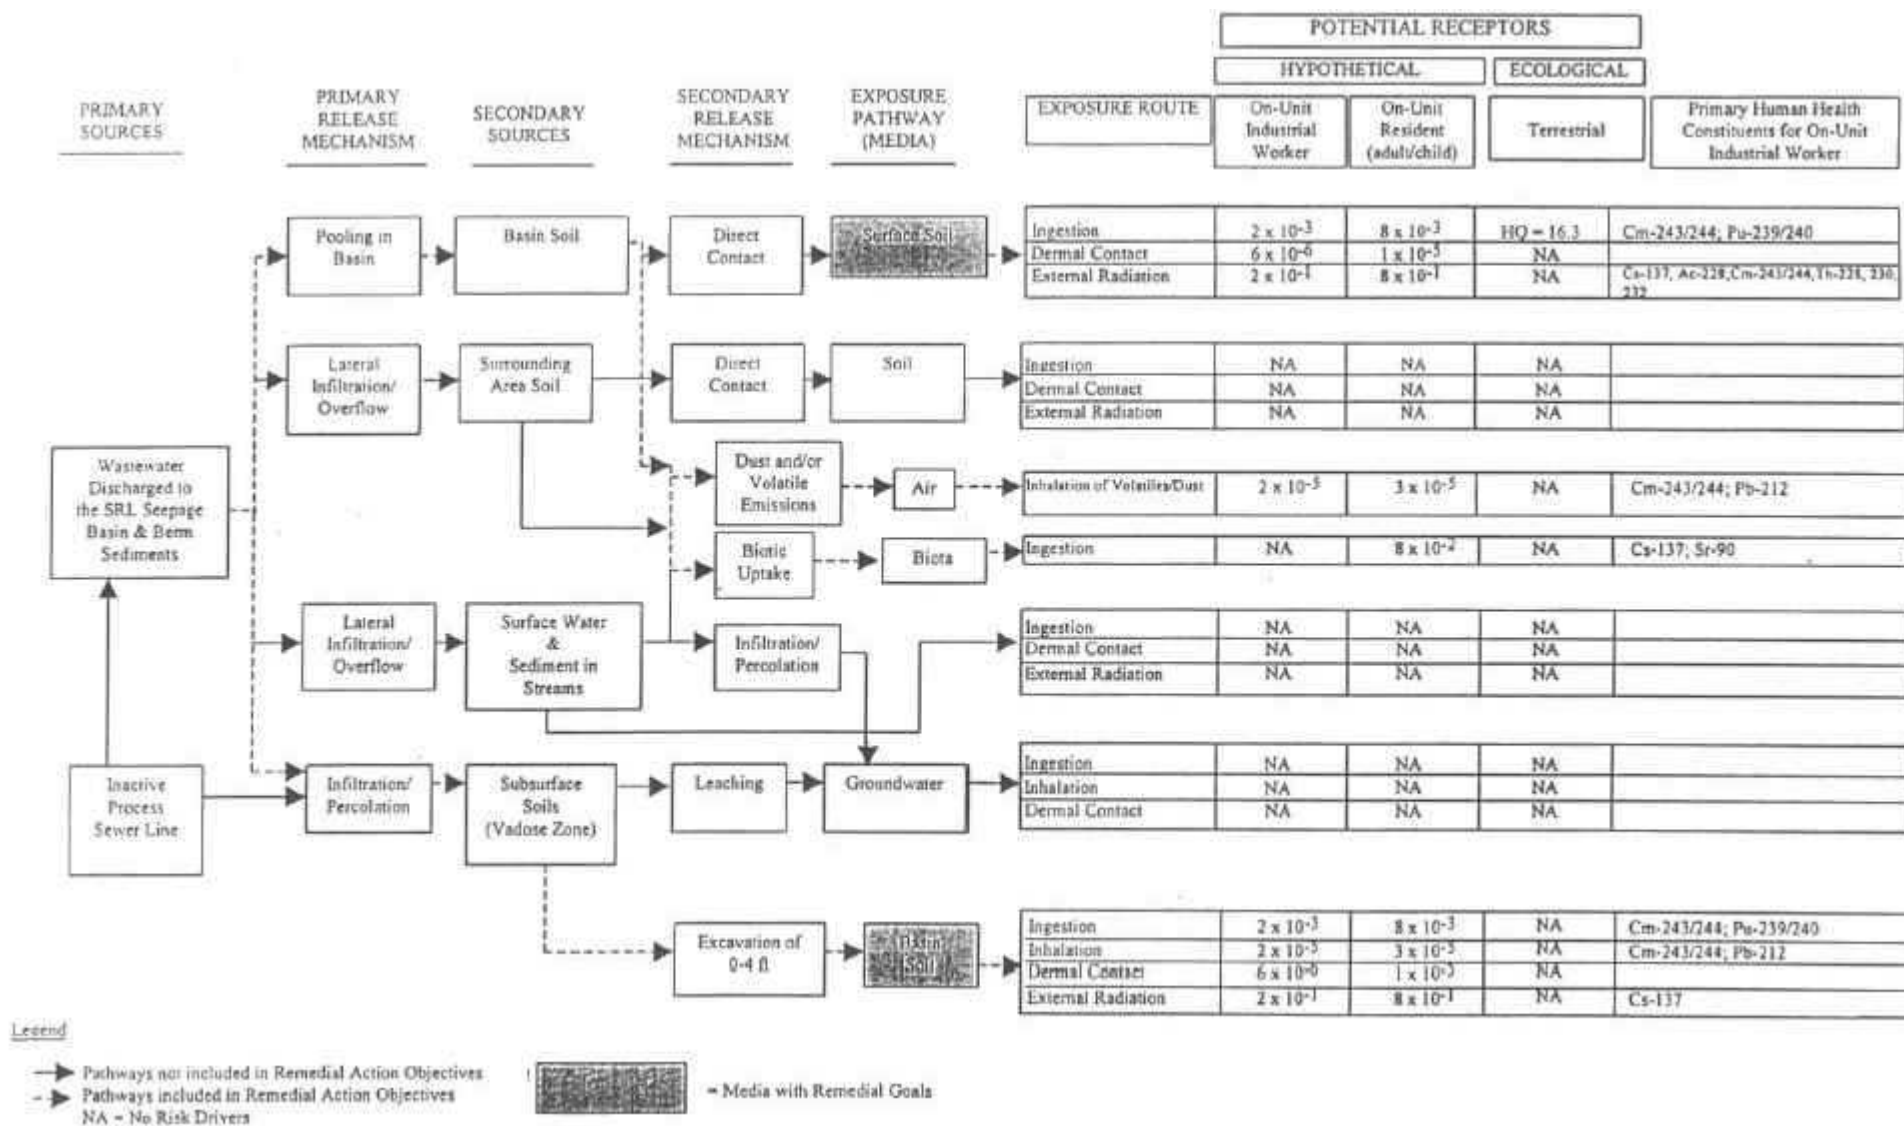 POTENTIAL RECEPTORS
HYPOTHETICAL
ECOLOGICAL
PRIMARY
SOURCES
PRIMARY
RELEASE
MECHANISM
SECONDARY
SOURCES
SECONDARY
RELEASE
MECHANISM
EXPOSURE
PATHWAY
(MEDIA)
EXPOSURE ROUTE
On-Unit
Industrial
Worker
On-Unit
Resident
(adult/child)
Terrestrial
Primary Human Health
Constituents for On-Unit
Industrial Worker
Pooling in
Basin
Basin Soil
Direct
Contact
Surface Soil
Ingestion 2 x 10-3 8 x 10-3 HQ = 16.3 Cm-243/244; Pu-239/240
Dermal Contact 6 x 10-6 1 x 10-5 NA
External Radiation 2 x 10-1 8 x 10-1 NA Cs-137, Ac-228, Cm-243/244, Th-228, 230,
232
Lateral
Infiltration/
Overflow
Surrounding
Area Soil
Direct
Contact
Soil
Ingestion NA NA NA
Dermal Contact NA NA NA
External Radiation NA NA NA
Wastewater
Discharged to
the SRL Seepage
Basin & Berm
Sediments
Dust and/or
Volatile
Emissions
Air
Inhalation of Volatiles/Dust 2 x 10-5 3 x 10-5 NA Cm-243/244; Pb-212
Biotic
Uptake
Biota
Ingestion NA 8 x 10-2 NA Cs-137; Sr-90
Lateral
Infiltration/
Overflow
Surface Water
&
Sediment in
Streams
Infiltration/
Percolation
Ingestion NA NA NA
Dermal Contact NA NA NA
External Radiation NA NA NA
Inactive
Process
Sewer Line
Infiltration/
Percolation
Subsurface
Soils
(Vadose Zone)
Leaching
Groundwater
Ingestion NA NA NA
Inhalation NA NA NA
Dermal Contact NA NA NA
Excavation of
0-4 ft
Basin
Soil
Ingestion 2 x 10-3 8 x 10-3 NA Cm-243/244; Pu-239/240
Inhalation 2 x 10-5 3 x 10-5 NA Cm-243/244; Pb-212
Dermal Contact 6 x 10-6 1 x 10-5 NA
External Radiation 2 x 10-1 8 x 10-1 NA Cs-137
Legend
Pathways not included in Remedial Action Objectives
Pathways included in Remedial Action Objectives
NA = No Risk Drivers
= Media with Remedial Goals